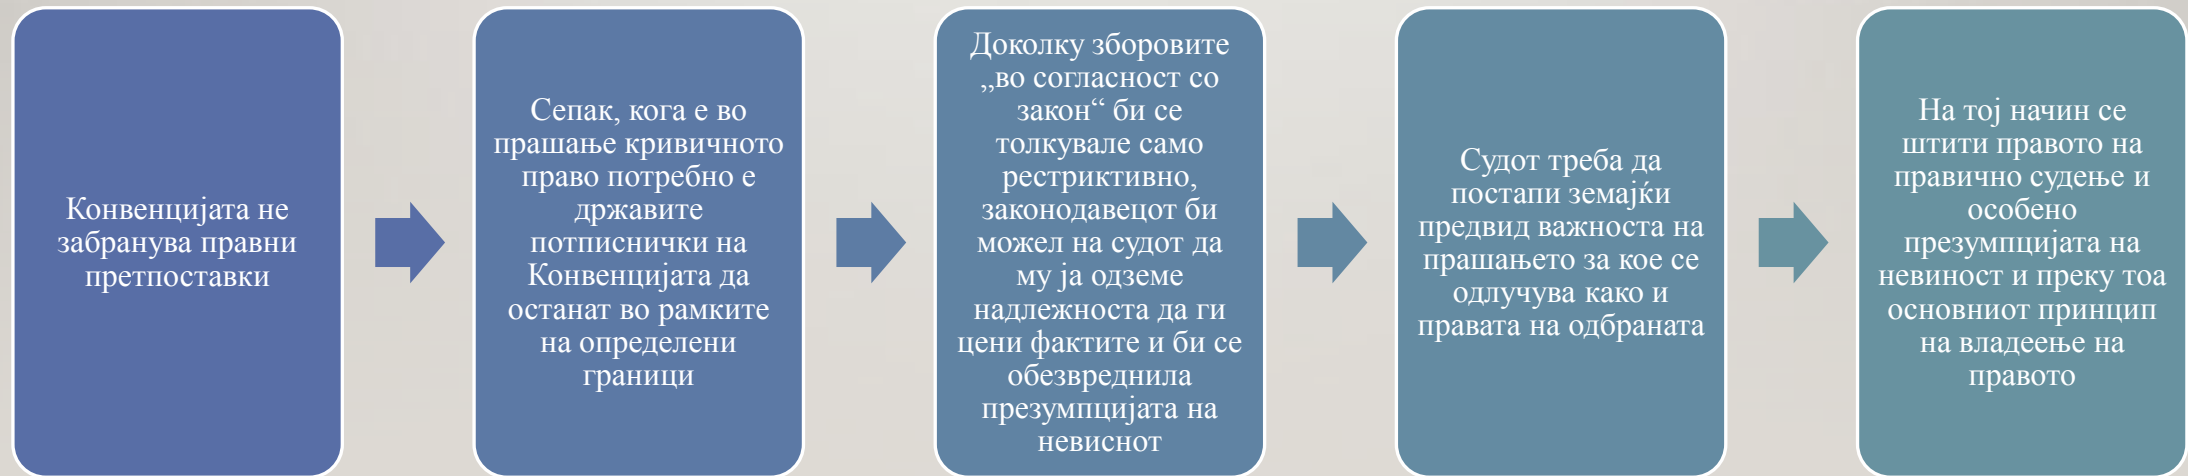 Конвенцијата не
забранува правни
претпоставки
Сепак, кога е во
прашање кривичното
право потребно е
државите
потписнички на
Конвенцијата да
останат во рамките
на определени
граници
Доколку зборовите
„во согласност со
закон“ би се
толкувале само
рестриктивно,
законодавецот би
можел на судот да
му ја одземе
надлежноста да ги
цени фактите и би се
обезвреднила
презумпцијата на
невиснот
Судот треба да
постапи земајќи
предвид важноста на
прашањето за кое се
одлучува како и
правата на одбраната
На тој начин се
штити правото на
правично судење и
особено
презумпцијата на
невиност и преку тоа
основниот принцип
на владеење на
правото